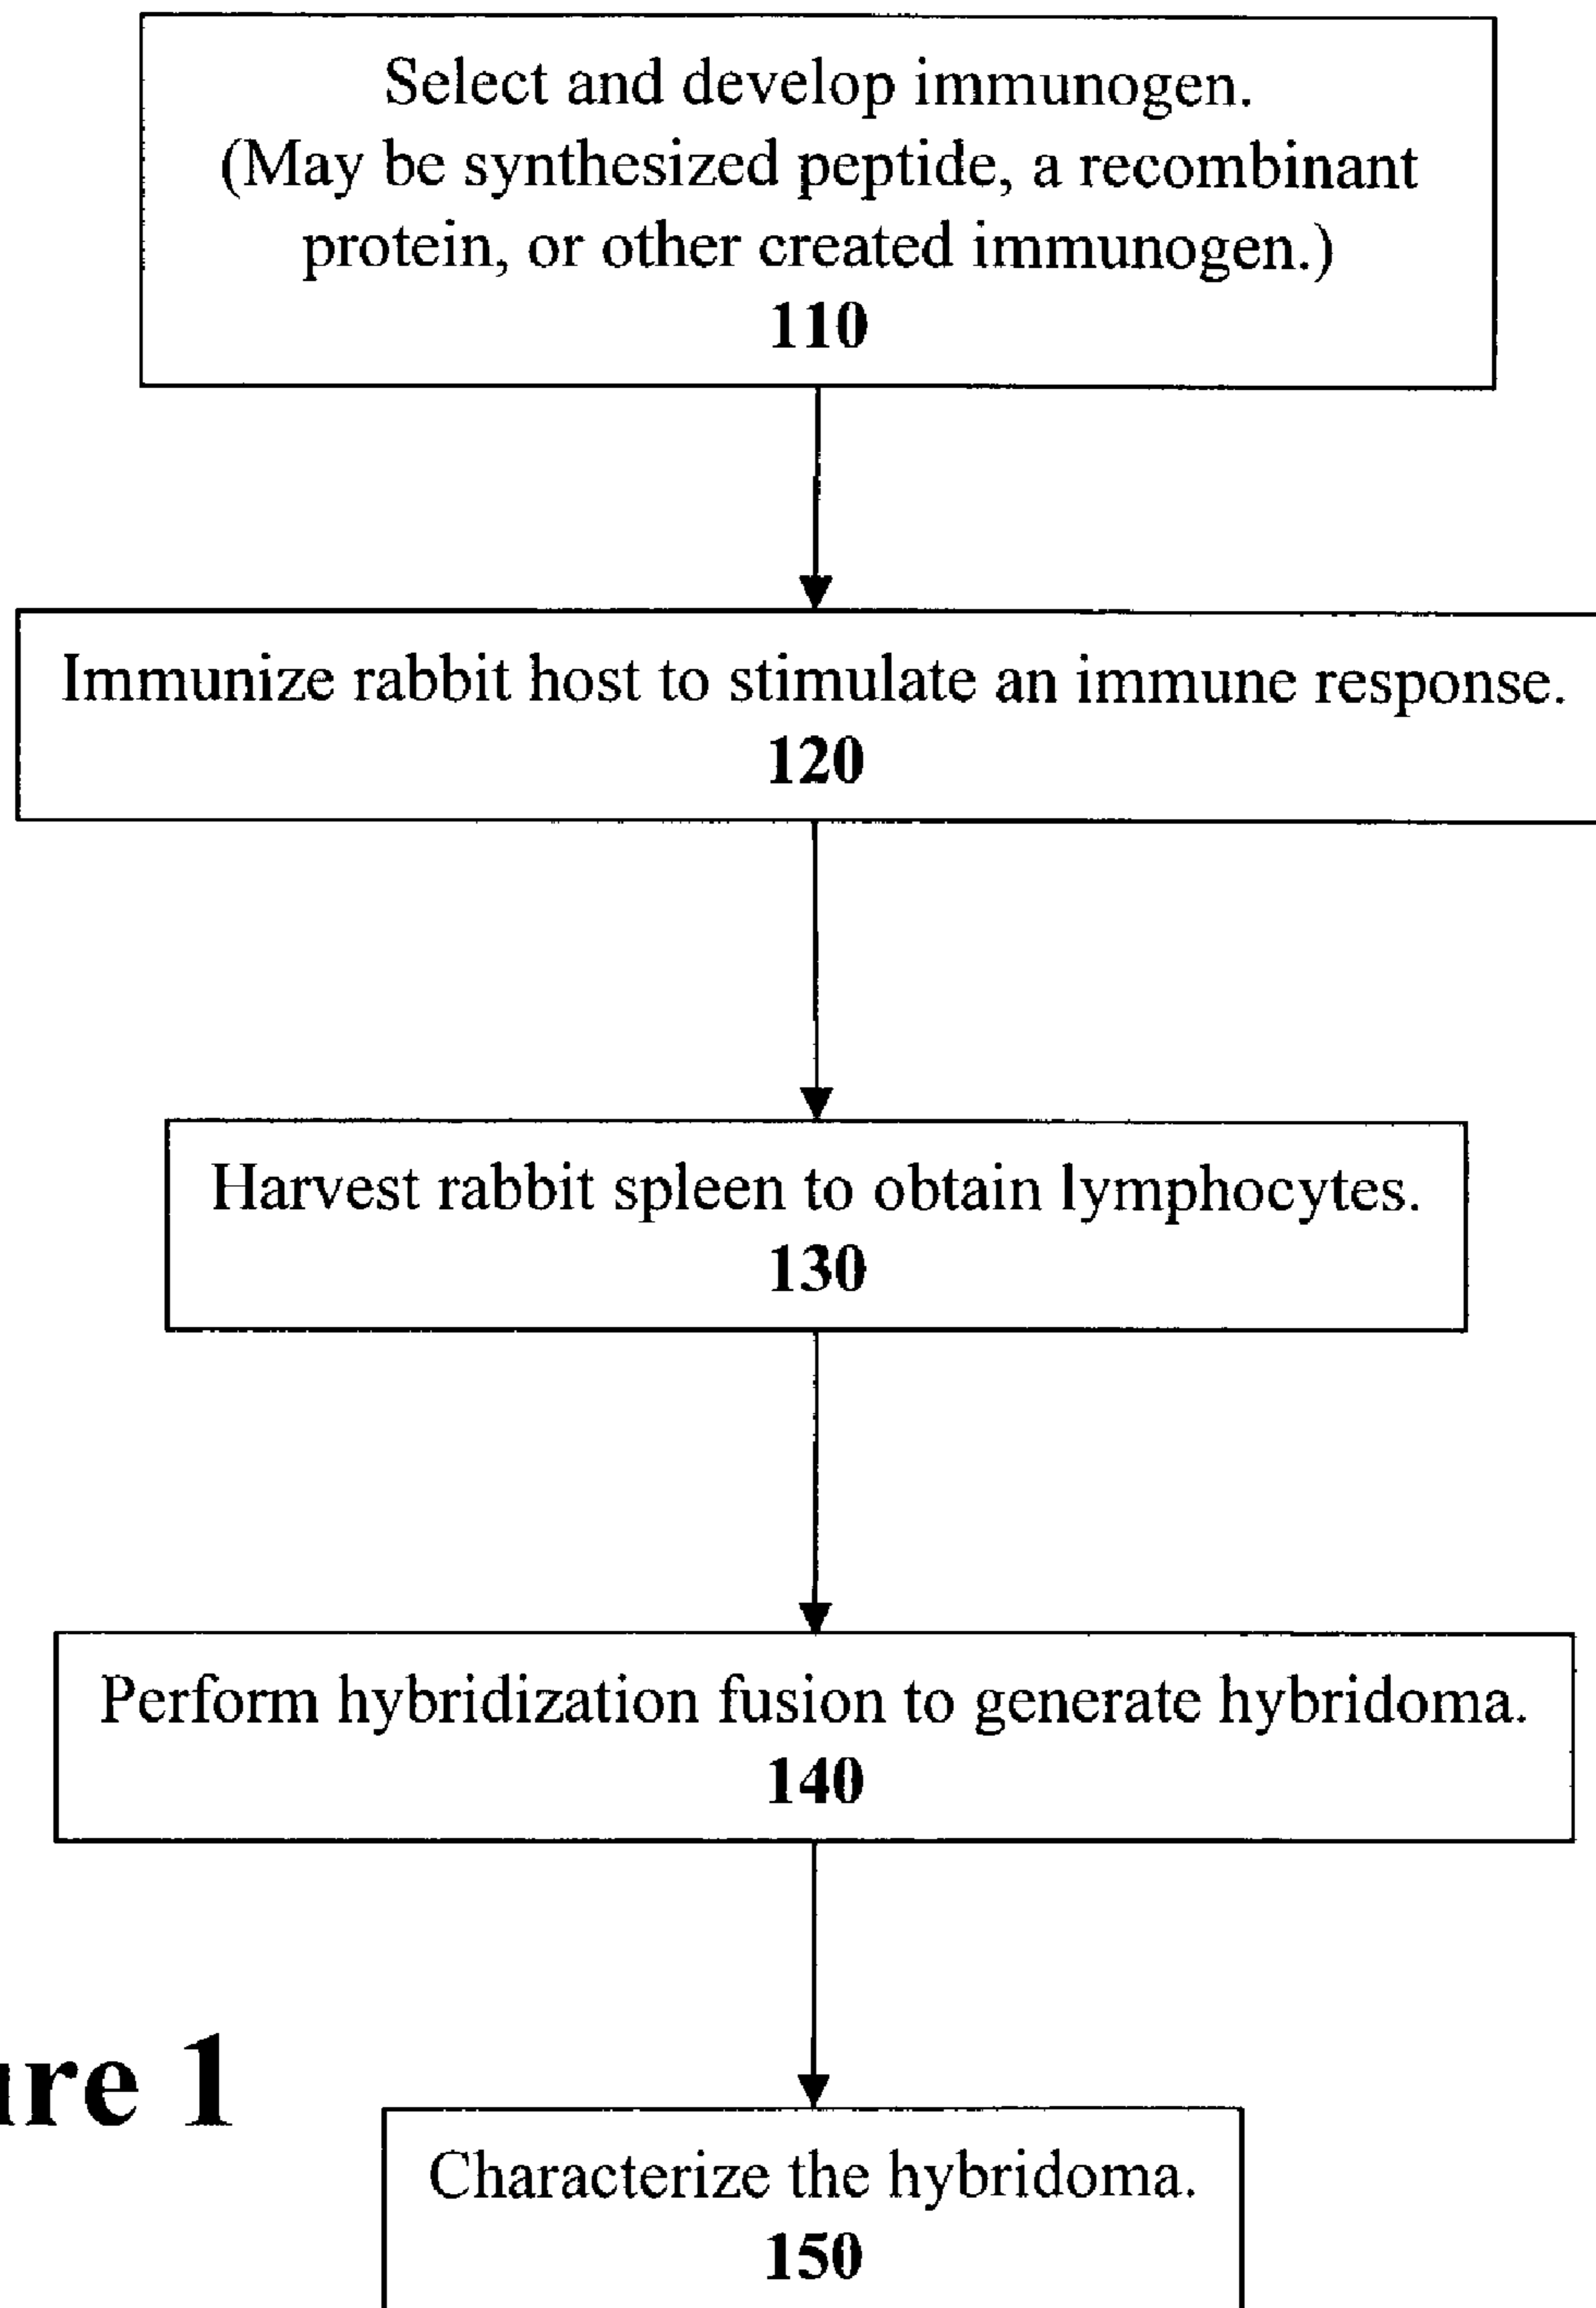 Select and develop immunogen.
(May be synthesized peptide, a recombinant
protein, or other created immunogen.)
110
Immunize rabbit host to stimulate an immune response.
120
Harvest rabbit spleen to obtain lymphocytes.
130
Perform hybridization fusion to generate hybridoma.
140
ure 1
Characterize the hybridoma.
150